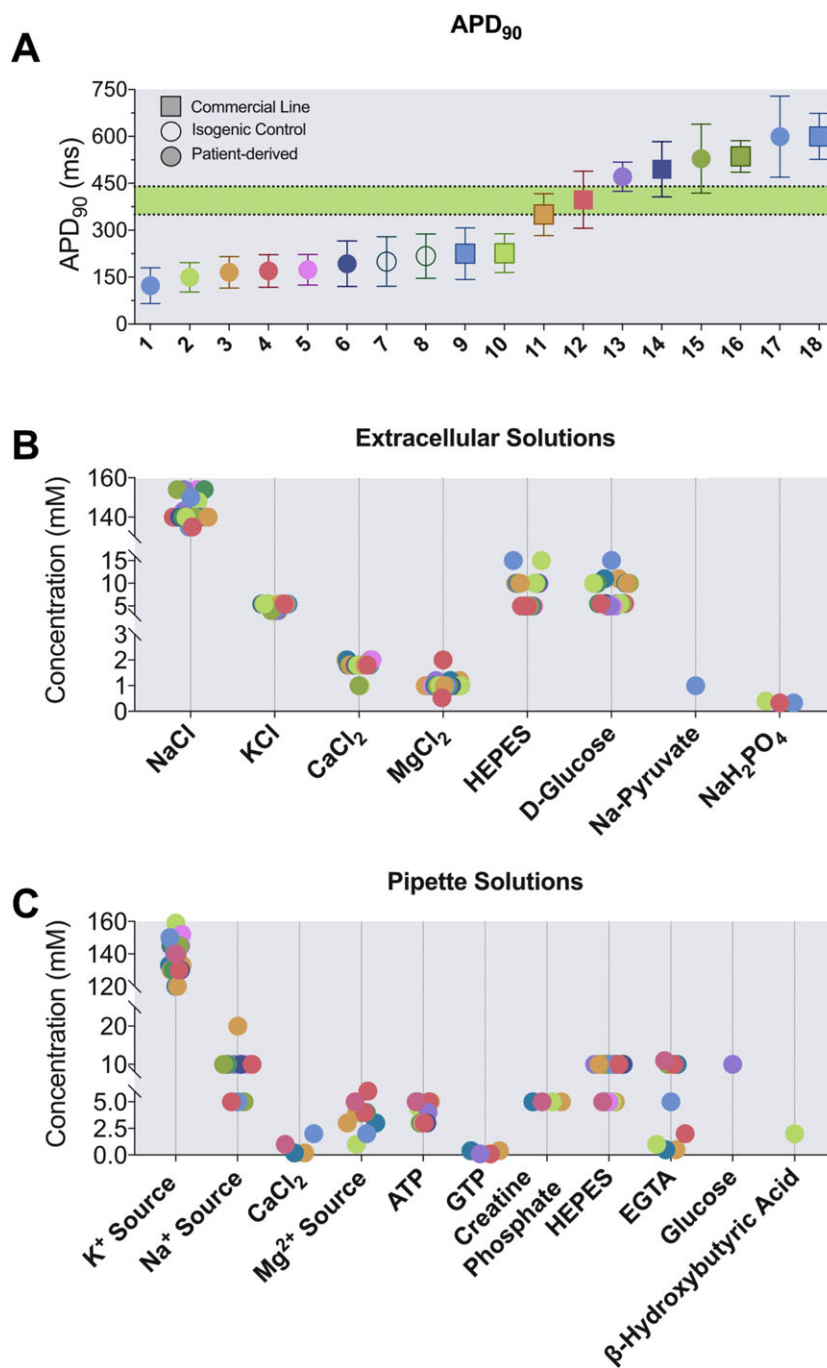 APD₉₀
A
Commercial Line
Isogenic Control
Patient-derived
APD₉₀ (ms)
750
600
450
300
150
0
1 2 3 4 5 6 7 8 9 10 11 12 13 14 15 16 17 18
B
Extracellular Solutions
Concentration (mM)
160
140
15
10
5
3
2
1
0
NaCl
KCl
CaCl₂
MgCl₂
HEPES
D-Glucose
Na-Pyruvate
NaH₂PO₄
C
Pipette Solutions
Concentration (mM)
160
140
120
20
10
5.0
2.5
0.0
K⁺ Source
Na⁺ Source
CaCl₂
Mg²⁺ Source
ATP
GTP
Creatine
Phosphate
HEPES
EGTA
Glucose
β-Hydroxybutyric Acid